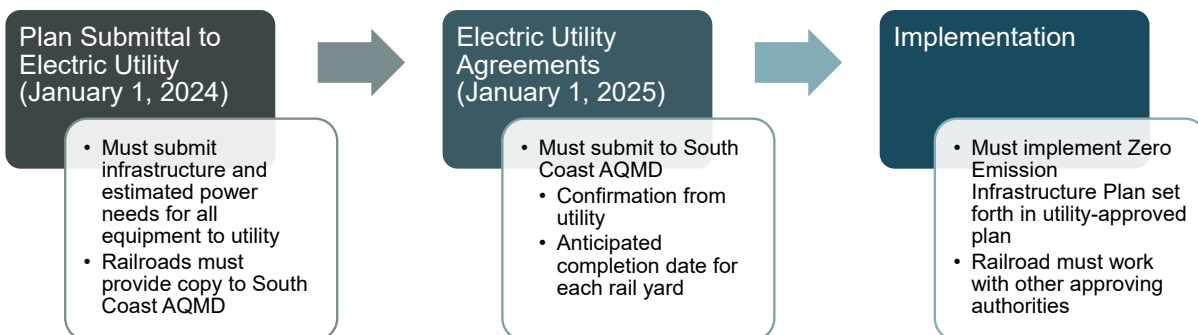 Plan Submittal to
Electric Utility
(January 1, 2024)
• Must submit
infrastructure and
estimated power
needs for all
equipment to utility
• Railroads must
provide copy to South
Coast AQMD
Electric Utility
Agreements
(January 1, 2025)
• Must submit to South
Coast AQMD
• Confirmation from
utility
• Anticipated
completion date for
each rail yard
Implementation
• Must implement Zero
Emission
Infrastructure Plan set
forth in utility-approved
plan
• Railroad must work
with other approving
authorities